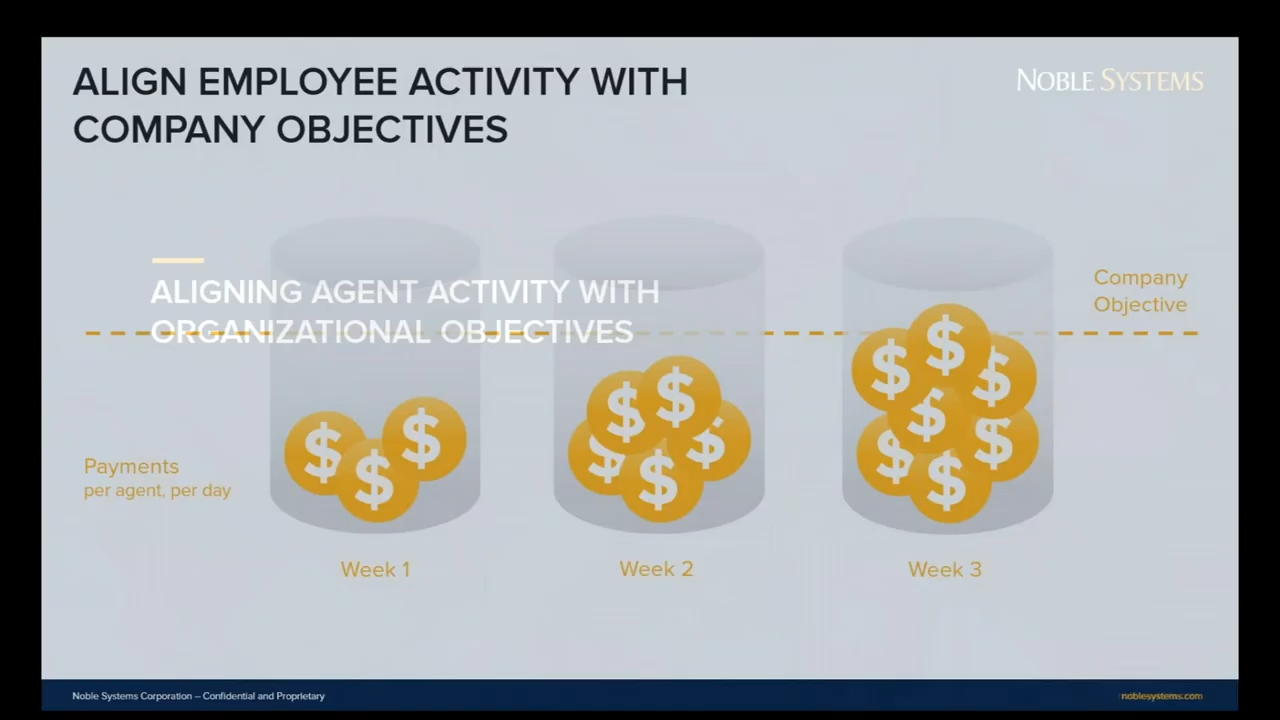 ALIGN EMPLOYEE ACTIVITY WITH
COMPANY OBJECTIVES
NOBLE SYSTEMS
ALIGNING AGENT ACTIVITY WITH
ORGANIZATIONAL OBJECTIVES
Company
Objective
$ $ $
$ $ $ $ $
$ $ $ $ $ $ $
Payments
per agent, per day
Week 1
Week 2
Week 3
Noble Systems Corporation – Confidential and Proprietary
noblesystems.com